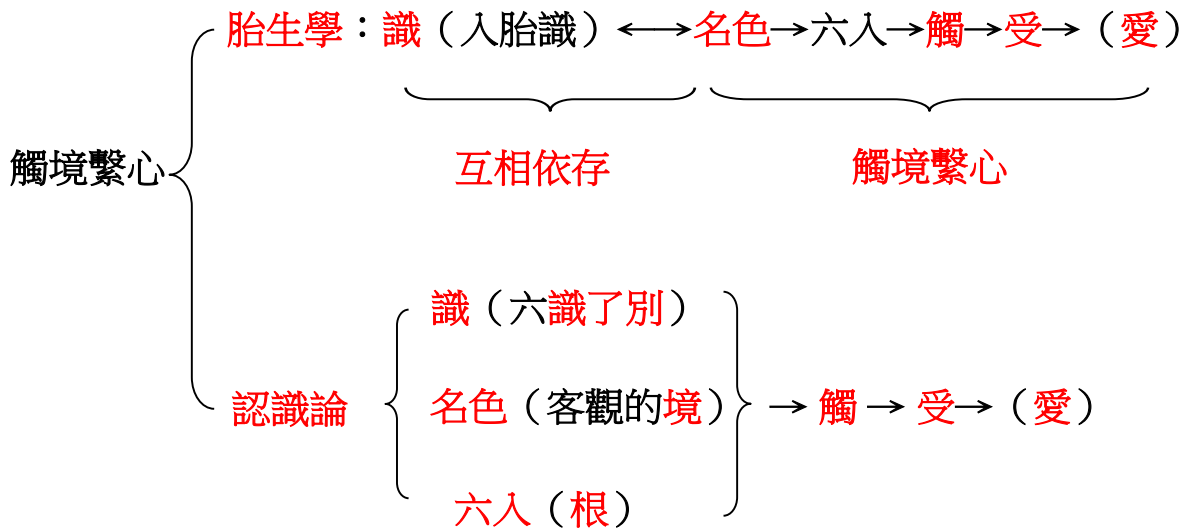 胎生學：識（入胎識）←→名色→六入→觸→受→（愛）
觸境繫心
互相依存
觸境繫心
識（六識了別）
認識論
名色（客觀的境）
→觸→受→（愛）
六入（根）